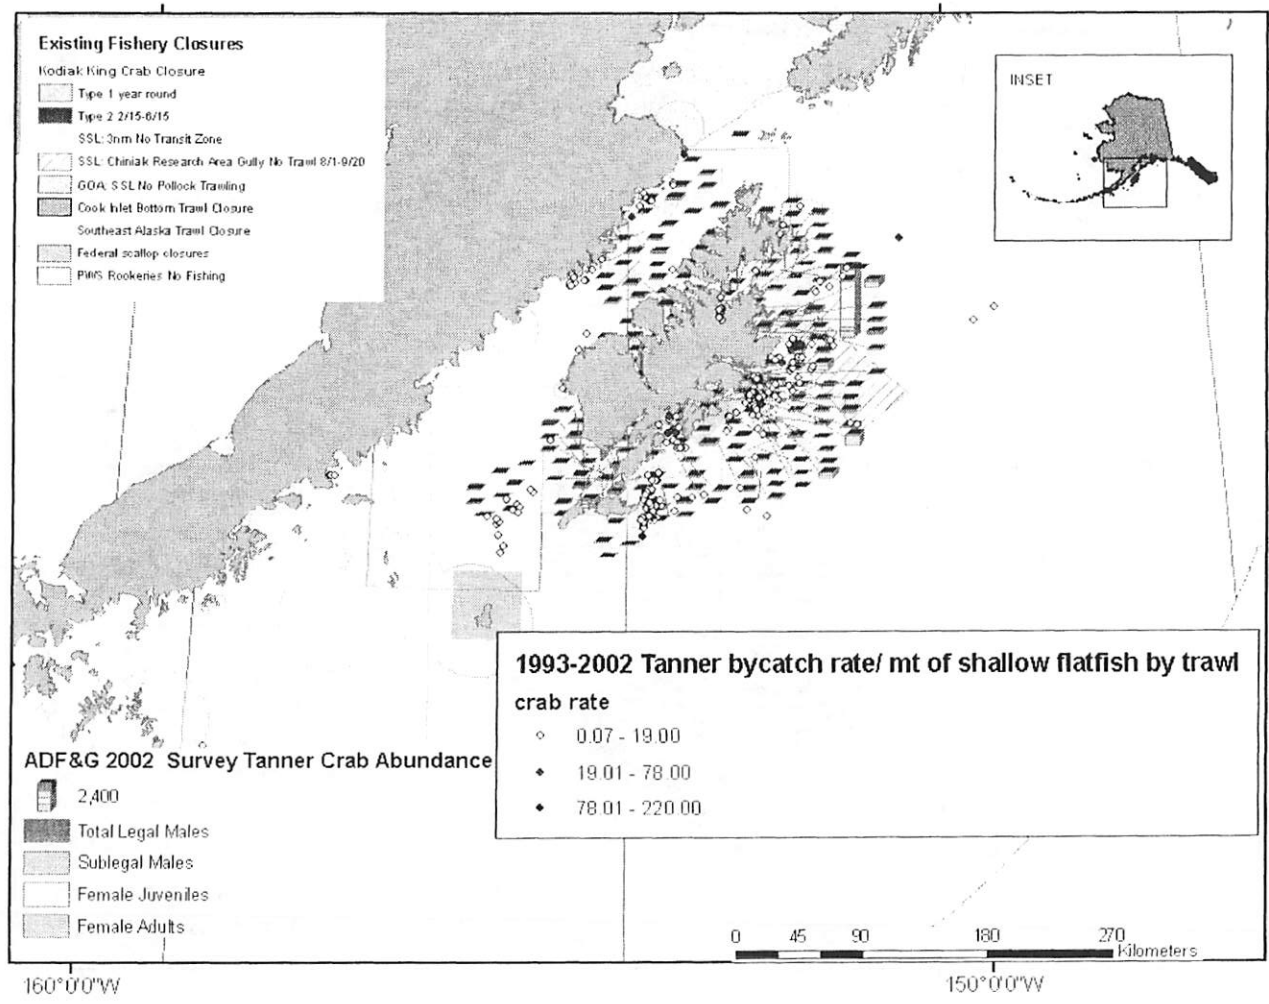 Existing Fishery Closures
Kodiak King Crab Closure
Type 1 year round
Type 2 2/15-6/15
SSL: 3nm No Transit Zone
SSL: Chiniak Research Area Gully No Trawl 8/1-9/20
GOA: SSL No Pollock Trawling
Cook Inlet Bottom Trawl Closure
Southeast Alaska Trawl Closure
Federal scallop closures
PWS Rookeries No Fishing
INSET
1993-2002 Tanner bycatch rate/ mt of shallow flatfish by trawl
crab rate
0.07 - 19.00
19.01 - 78.00
78.01 - 220.00
ADF&G 2002 Survey Tanner Crab Abundance
2,400
Total Legal Males
Sublegal Males
Female Juveniles
Female Adults
0 45 90 180 270
Kilometers
160°0'0"W 150°0'0"W